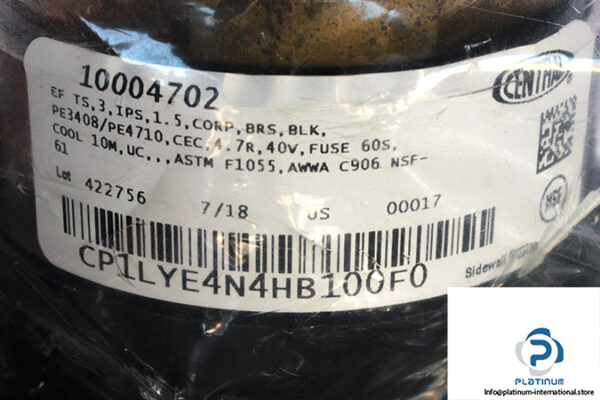 10004702
CENTRAL
EF TS,3,IPS,1.5,CORP,BRS,BLK,
PE3408/PE4710,CEC,4.7R,40V,FUSE 60S,
COOL 10M,UC,,,ASTM F1055,AWWA C906 NSF-
61
Lot 422756 7/18 US 00017
NSF
CP1LYE4N4HB100F0
Sidewall Fusion
P
PLATINUM
Info@platinum-international.store